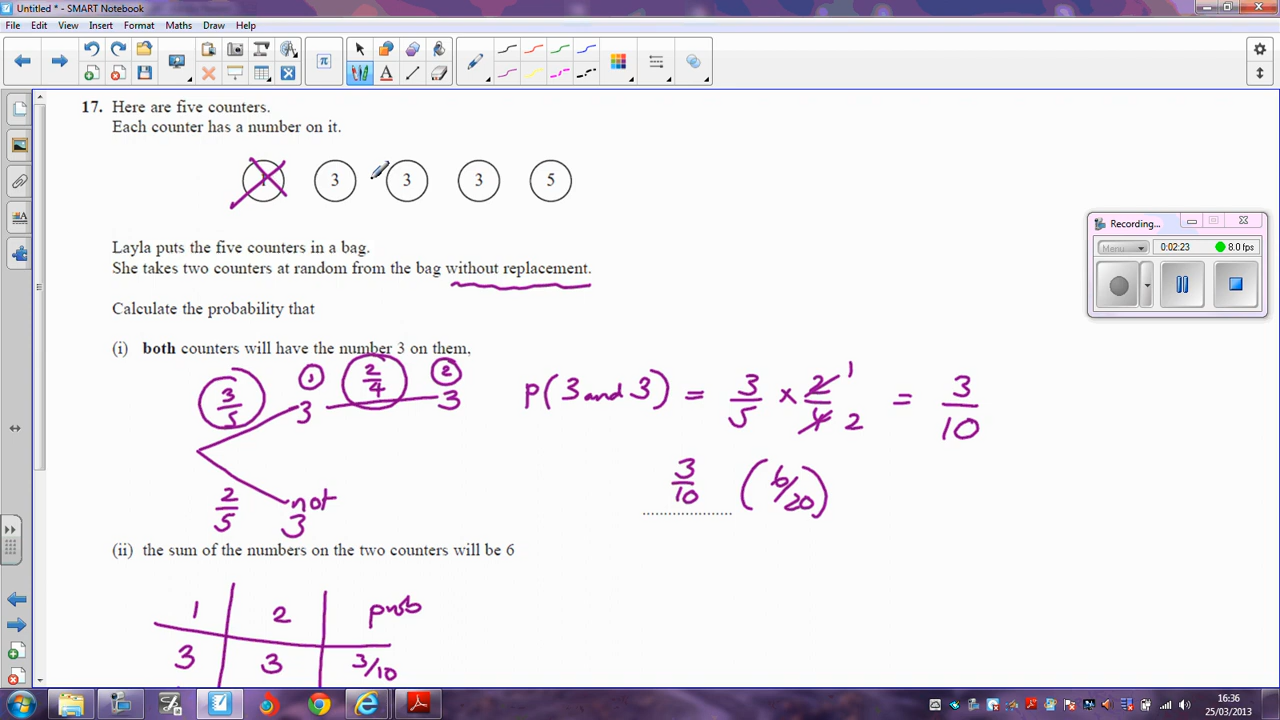 Untitled * - SMART Notebook
File Edit View Insert Format Maths Draw Help
17. Here are five counters.
Each counter has a number on it.
3 3 3 5
Layla puts the five counters in a bag.
She takes two counters at random from the bag without replacement.
Calculate the probability that
(i) both counters will have the number 3 on them,
3/5 1 3 2/4 2 3
P(3 and 3) = 3/5 × 2/4 1 2 = 3/10
2/5 not 3
3/10 (6/20)
(ii) the sum of the numbers on the two counters will be 6
1 2 prob
3 3 3/10
Recording...
Menu 0:02:23 8.0 fps
16:36
25/03/2013